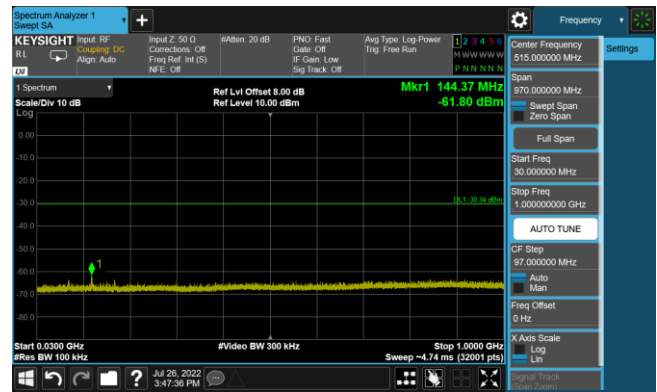 Spectrum Analyzer 1
Swept SA
Frequency
KEYSIGHT Input: RF Input Z: 50 Ω #Atten: 20 dB PNO: Fast Avg Type: Log-Power 1 2 3 4 5 6
RL Coupling: DC Corrections: Off Gate: Off Trig: Free Run M W W W W W
Align: Auto Freq Ref: Int (S) IF Gain: Low
NFE: Off Sig Track: Off P N N N N N
LXI
1 Spectrum
Ref Lvl Offset 8.00 dB
Mkr1 144.37 MHz
Scale/Div 10 dB
Ref Level 10.00 dBm
-61.80 dBm
Log
0.00
-10.0
-20.0
-30.0
DL1 -39.34 dBm
-40.0
-50.0
1
-60.0
-70.0
-80.0
Start 0.0300 GHz #Video BW 300 kHz Stop 1.0000 GHz
#Res BW 100 kHz Sweep ~4.74 ms (32001 pts)
Center Frequency
515.000000 MHz
Settings
Span
970.000000 MHz
Swept Span
Zero Span
Full Span
Start Freq
30.000000 MHz
Stop Freq
1.000000000 GHz
AUTO TUNE
CF Step
97.000000 MHz
Auto
Man
Freq Offset
0 Hz
X Axis Scale
Log
Lin
Signal Track
(Span Zoom)
? Jul 26, 2022
3:47:36 PM